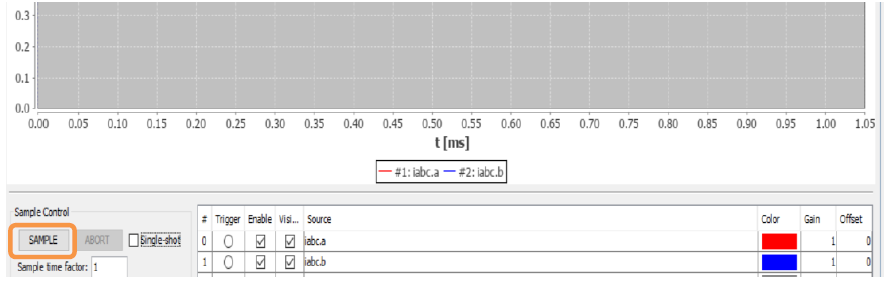 0.3
0.2
0.1
0.0
0.00 0.05 0.10 0.15 0.20 0.25 0.30 0.35 0.40 0.45 0.50 0.55 0.60 0.65 0.70 0.75 0.80 0.85 0.90 0.95 1.00 1.05
t [ms]
#1: iabc.a #2: iabc.b
Sample Control
SAMPLE ABORT Single-shot
Sample time factor: 1
# Trigger Enable Visi... Source Color Gain Offset
0 iabc.a 1 0
1 iabc.b 1 0